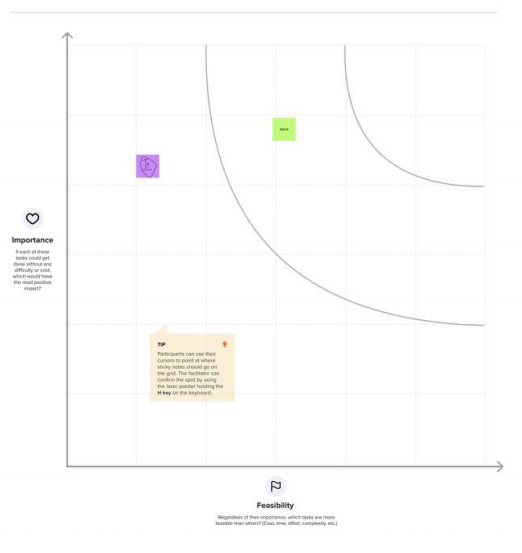 Importance
If each of these
tasks could get
done without any
difficulty or cost,
which would have
the most positive
impact?
TIP
Participants can use their
cursors to point at where
sticky notes should go on
the grid. The facilitator can
confirm the spot by using
the laser pointer holding the
H key on the keyboard.
Feasibility
Regardless of their importance, which tasks are more
feasible than others? (Cost, time, effort, complexity, etc.)